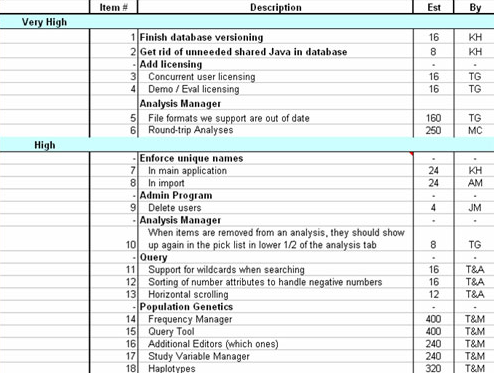 Item # Description Est By
Very High
1 Finish database versioning 16 KH
2 Get rid of unneeded shared Java in database 8 KH
- Add licensing - -
3 Concurrent user licensing 16 TG
4 Demo / Eval licensing 16 TG
Analysis Manager
5 File formats we support are out of date 160 TG
6 Round-trip Analyses 250 MC
High
- Enforce unique names - -
7 In main application 24 KH
8 In import 24 AM
- Admin Program - -
9 Delete users 4 JM
- Analysis Manager - -
When items are removed from an analysis, they should show
10 up again in the pick list in lower 1/2 of the analysis tab 8 TG
- Query - -
11 Support for wildcards when searching 16 T&A
12 Sorting of number attributes to handle negative numbers 16 T&A
13 Horizontal scrolling 12 T&A
- Population Genetics - -
14 Frequency Manager 400 T&M
15 Query Tool 400 T&M
16 Additional Editors (which ones) 240 T&M
17 Study Variable Manager 240 T&M
18 Haplotypes 320 T&M